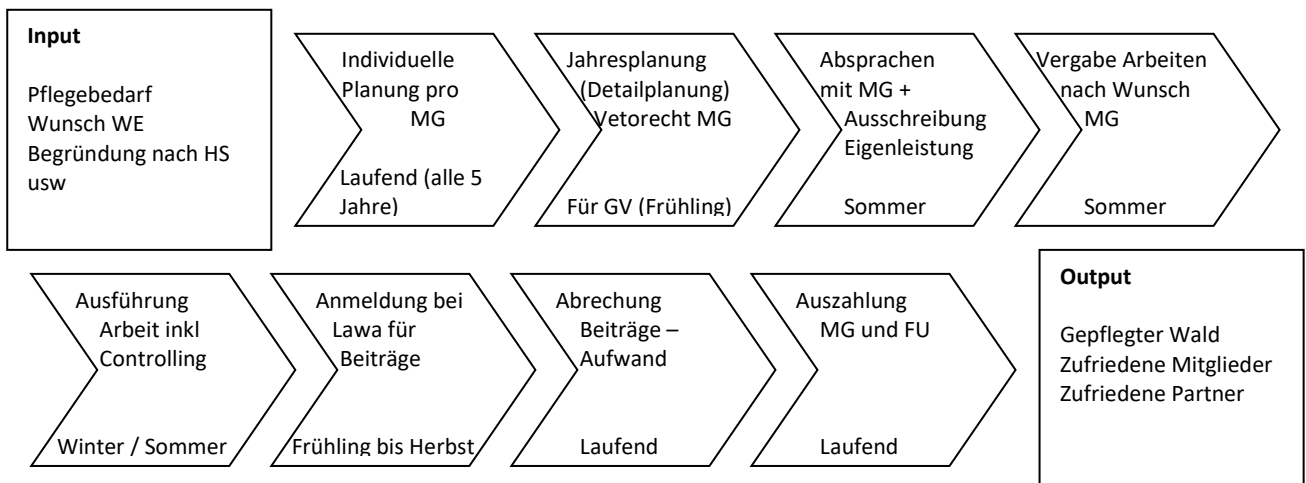 Input
Pflegebedarf
Wunsch WE
Begründung nach HS
usw
Individuelle
Planung pro
MG
Laufend (alle 5
Jahre)
Jahresplanung
(Detailplanung)
Vetorecht MG
Für GV (Frühling)
Absprachen
mit MG +
Ausschreibung
Eigenleistung
Sommer
Vergabe Arbeiten
nach Wunsch
MG
Sommer
Ausführung
Arbeit inkl
Controlling
Winter / Sommer
Anmeldung bei
Lawa für
Beiträge
Frühling bis Herbst
Abrechung
Beiträge –
Aufwand
Laufend
Auszahlung
MG und FU
Laufend
Output
Gepflegter Wald
Zufriedene Mitglieder
Zufriedene Partner